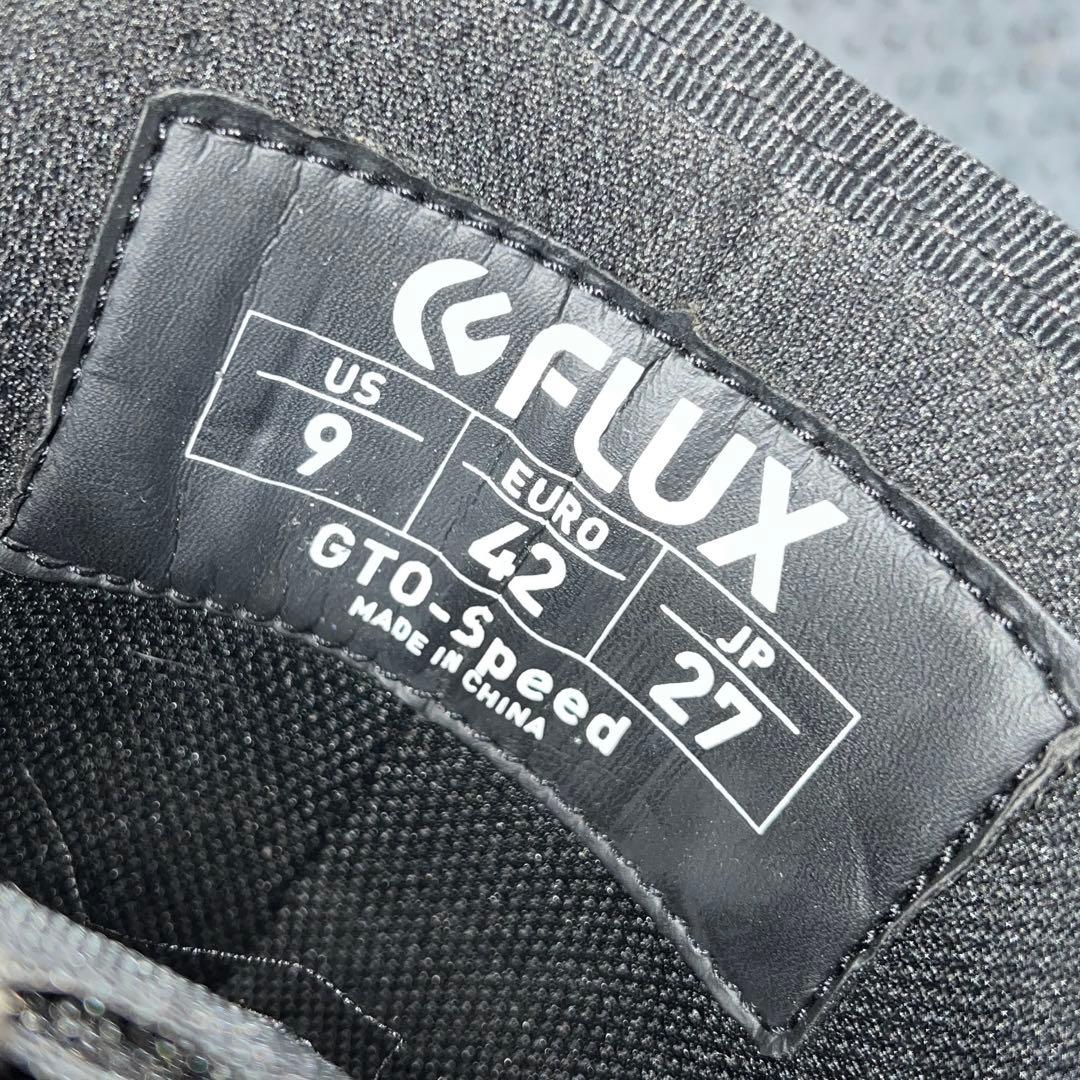 FLUX
US EURO JP
9 42 27
GTO-Speed
MADE IN CHINA